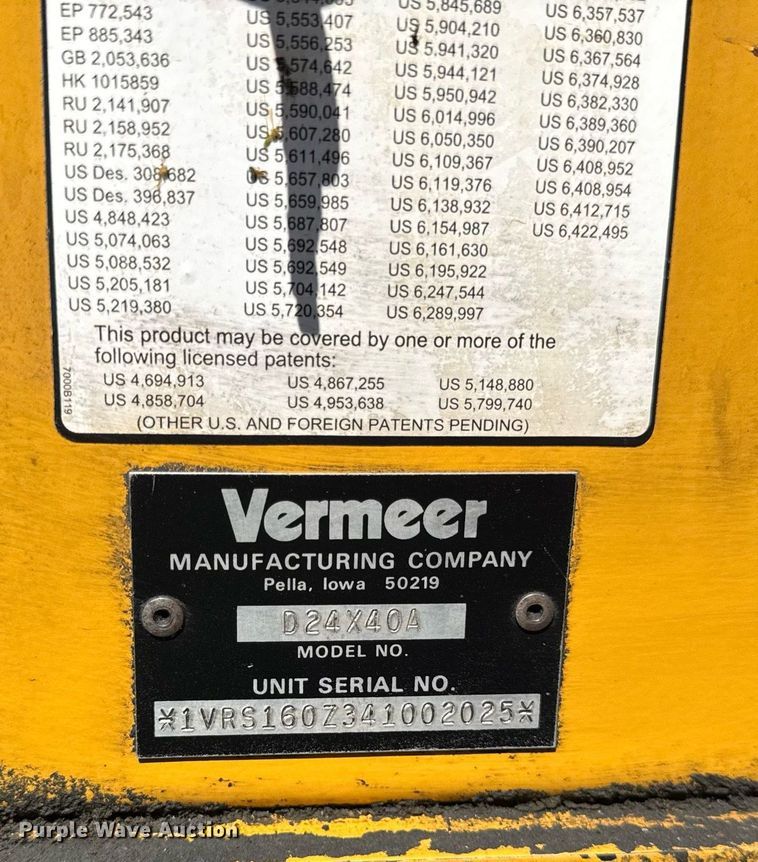 EP 772,543
EP 885,343
GB 2,053,636
HK 1015859
RU 2,141,907
RU 2,158,952
RU 2,175,368
US Des. 308,682
US Des. 396,837
US 4,848,423
US 5,074,063
US 5,088,532
US 5,205,181
US 5,219,380
US 5,553,407
US 5,556,253
US 5,574,642
US 5,588,474
US 5,590,041
US 5,607,280
US 5,611,496
US 5,657,803
US 5,659,985
US 5,687,807
US 5,692,548
US 5,692,549
US 5,704,142
US 5,720,354
US 5,845,689
US 5,904,210
US 5,941,320
US 5,944,121
US 5,950,942
US 6,014,996
US 6,050,350
US 6,109,367
US 6,119,376
US 6,138,932
US 6,154,987
US 6,161,630
US 6,195,922
US 6,247,544
US 6,289,997
US 6,357,537
US 6,360,830
US 6,367,564
US 6,374,928
US 6,382,330
US 6,389,360
US 6,390,207
US 6,408,952
US 6,408,954
US 6,412,715
US 6,422,495
This product may be covered by one or more of the
following licensed patents:
US 4,694,913 US 4,867,255 US 5,148,880
US 4,858,704 US 4,953,638 US 5,799,740
(OTHER U.S. AND FOREIGN PATENTS PENDING)
7000B119
Vermeer
MANUFACTURING COMPANY
Pella, Iowa 50219
D24X40A
MODEL NO.
UNIT SERIAL NO.
*1VRS160Z341002025*
Purple Wave Auction